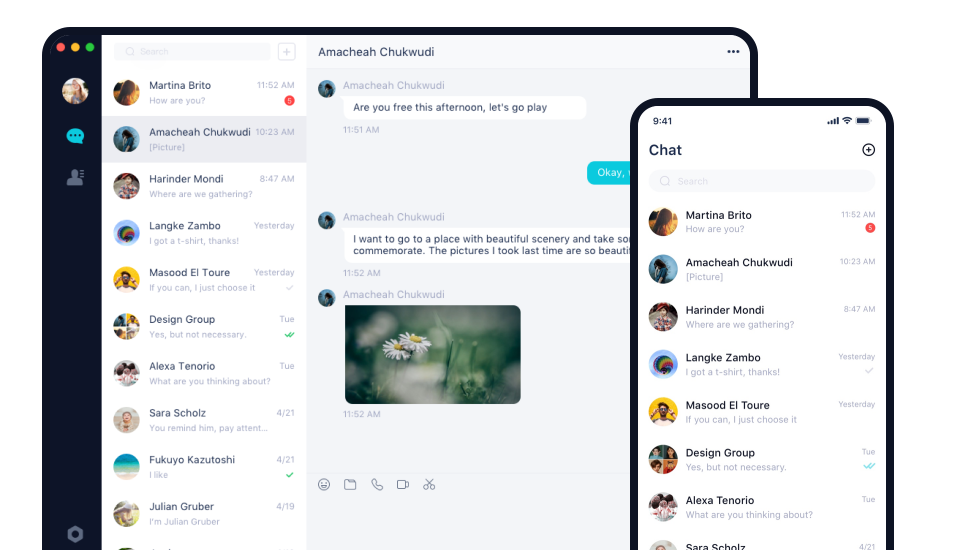 Search
Martina Brito
11:52 AM
How are you?
5
Amacheah Chukwudi
10:23 AM
[Picture]
Harinder Mondi
8:47 AM
Where are we gathering?
Langke Zambo
Yesterday
I got a t-shirt, thanks!
Masood El Toure
Yesterday
If you can, I just choose it
Design Group
Tue
Yes, but not necessary.
Alexa Tenorio
Tue
What are you thinking about?
Sara Scholz
4/21
You remind him, pay attent...
Fukuyo Kazutoshi
4/21
I like
Julian Gruber
4/19
I'm Julian Gruber
Amacheah Chukwudi
Amacheah Chukwudi
Are you free this afternoon, let's go play
11:51 AM
Okay,
Amacheah Chukwudi
I want to go to a place with beautiful scenery and take
commemorate. The pictures I took last time are so
11:52 AM
Amacheah Chukwudi
11:52 AM
9:41
Chat
Search
Martina Brito
11:52 AM
How are you?
5
Amacheah Chukwudi
10:23 AM
[Picture]
Harinder Mondi
8:47 AM
Where are we gathering?
Langke Zambo
Yesterday
I got a t-shirt, thanks!
Masood El Toure
Yesterday
If you can, I just choose it
Design Group
Tue
Yes, but not necessary.
Alexa Tenorio
Tue
What are you thinking about?
Sara Scholz
4/21